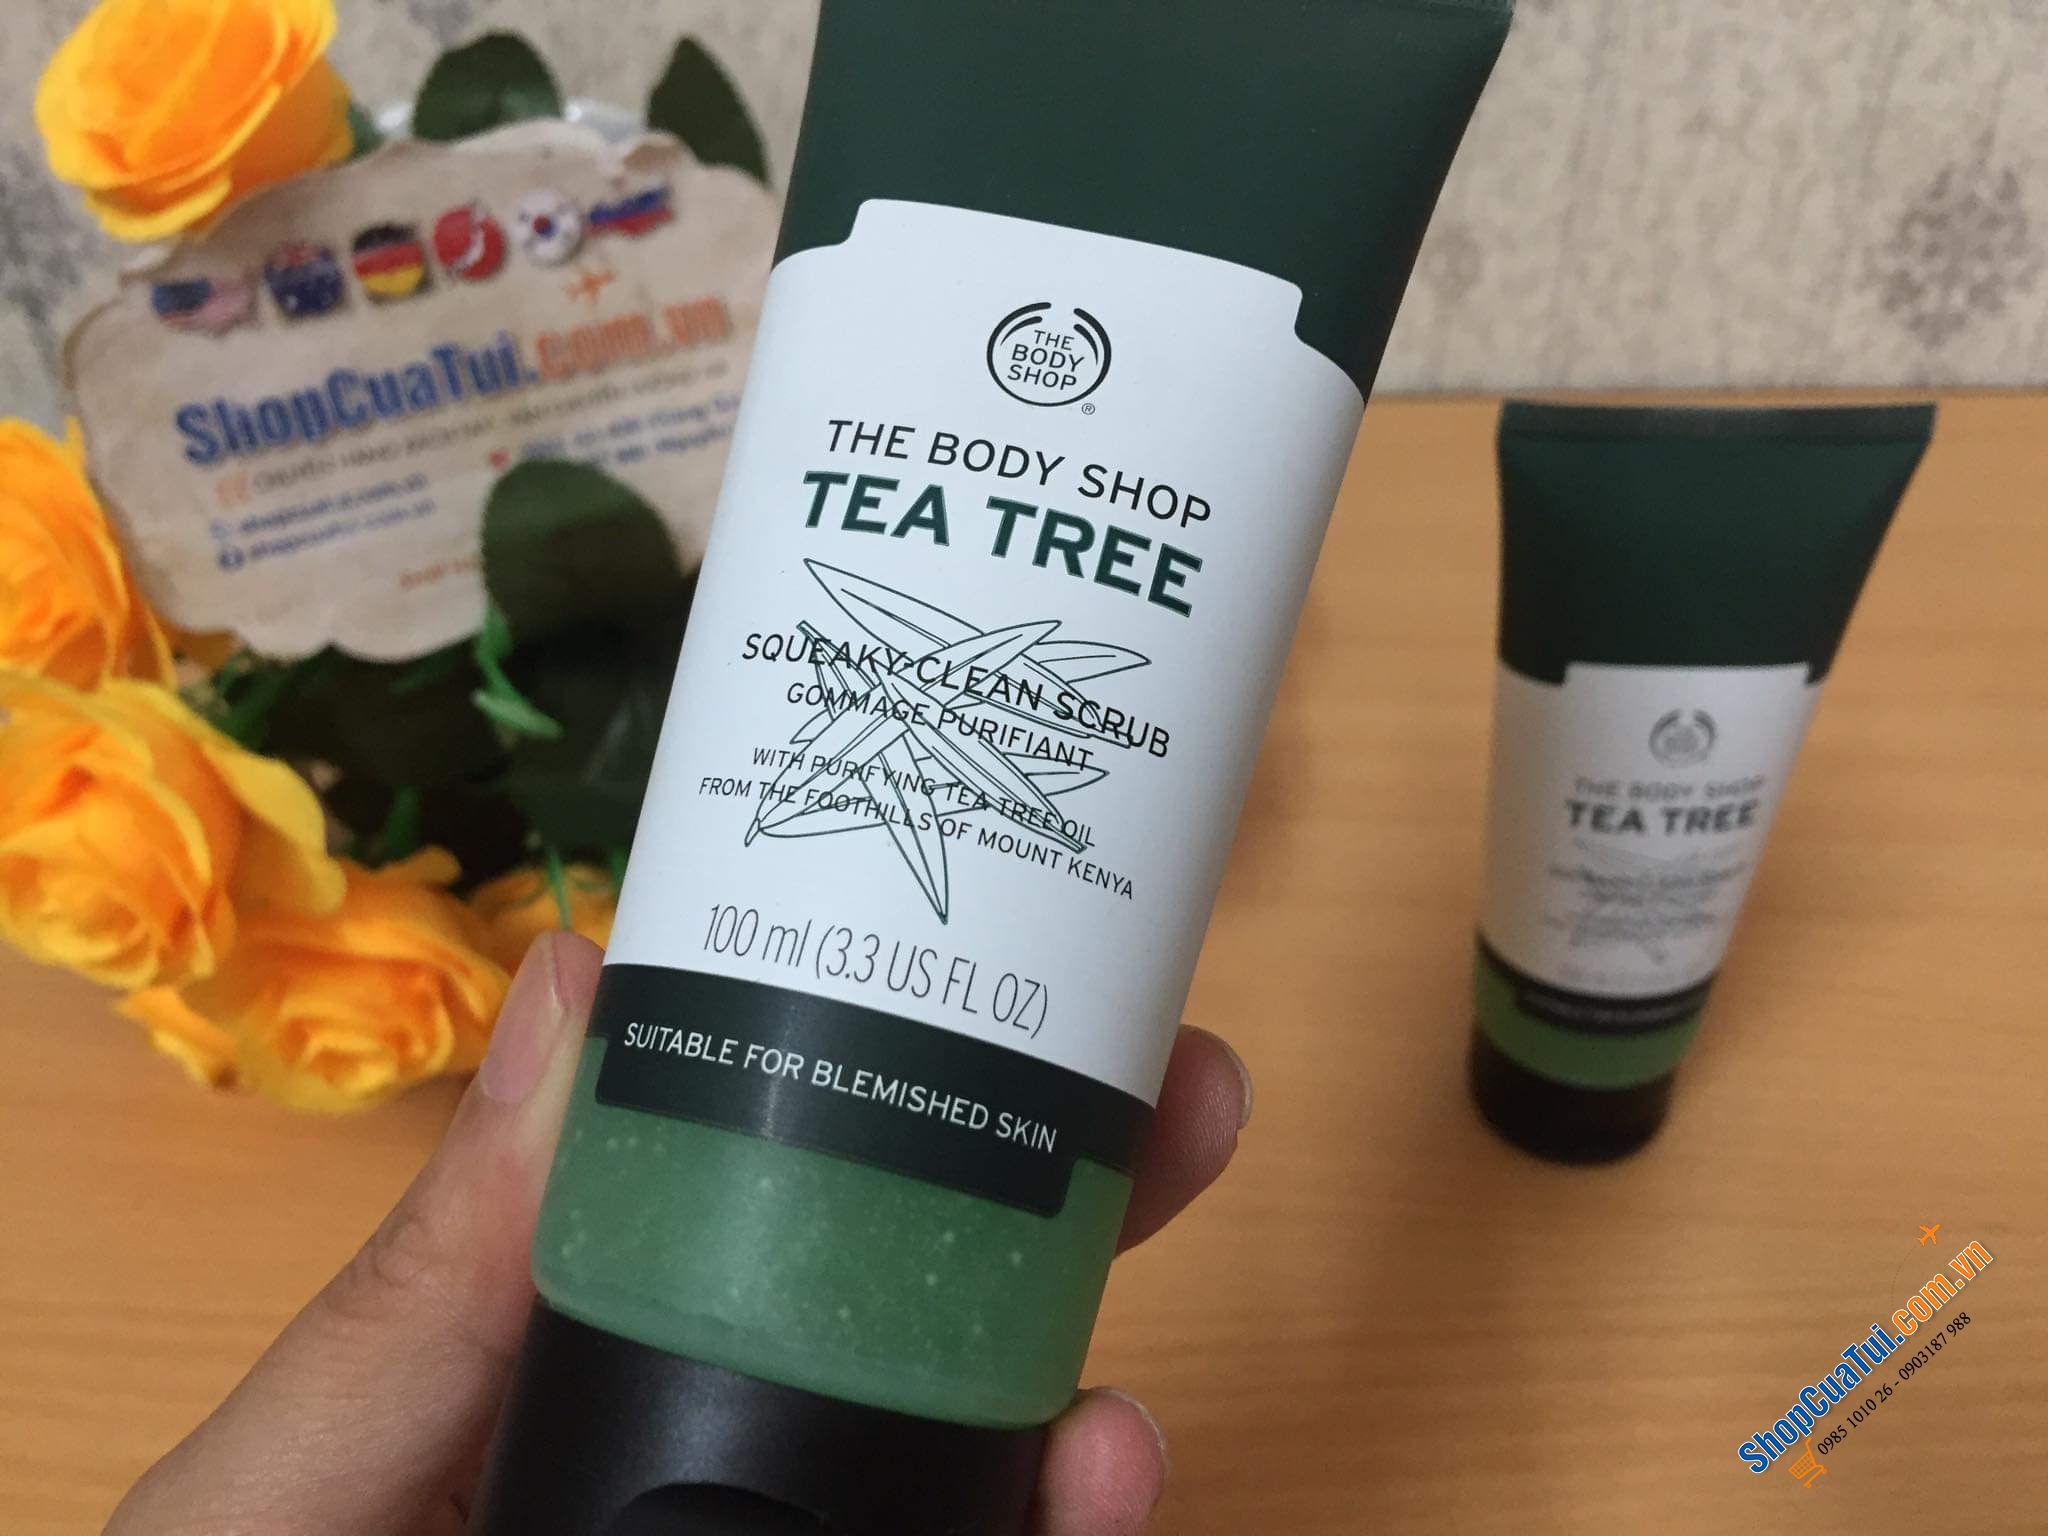 ShopCuaTui.com.vn
THE
BODY
SHOP
®
THE BODY SHOP
TEA TREE
SQUEAKY-CLEAN SCRUB
GOMMAGE PURIFIANT
WITH PURIFYING TEA TREE OIL
FROM THE FOOTHILLS OF MOUNT KENYA
100 ml (3.3 US FL OZ)
SUITABLE FOR BLEMISHED SKIN
THE BODY SHOP
TEA TREE
ShopCuaTui.com.vn
0985 1010 26 - 0903187 988